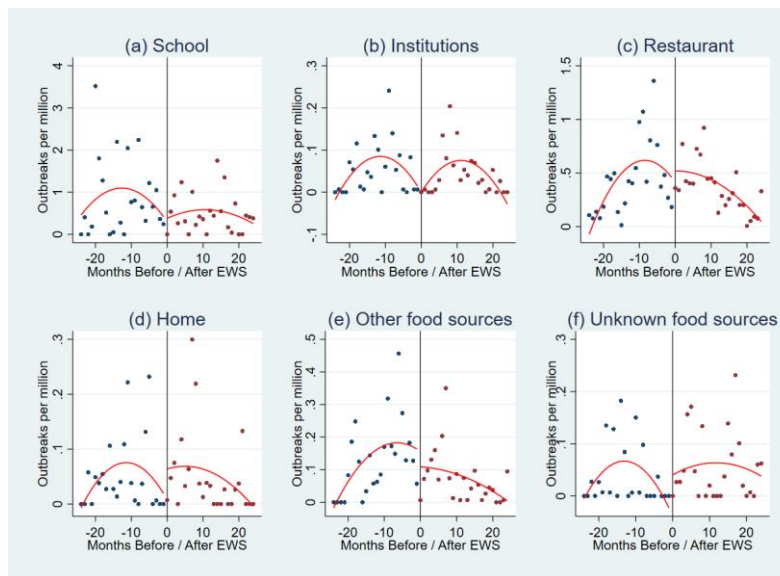 (a) School
Outbreaks per million
0 1 2 3 4
-20 -10 0 10 20
Months Before / After EWS
(b) Institutions
Outbreaks per million
-.1 0 .1 .2 .3
-20 -10 0 10 20
Months Before / After EWS
(c) Restaurant
Outbreaks per million
0 .5 1 1.5
-20 -10 0 10 20
Months Before / After EWS
(d) Home
Outbreaks per million
0 .1 .2 .3
-20 -10 0 10 20
Months Before / After EWS
(e) Other food sources
Outbreaks per million
0 .1 .2 .3 .4 .5
-20 -10 0 10 20
Months Before / After EWS
(f) Unknown food sources
Outbreaks per million
0 .1 .2 .3
-20 -10 0 10 20
Months Before / After EWS